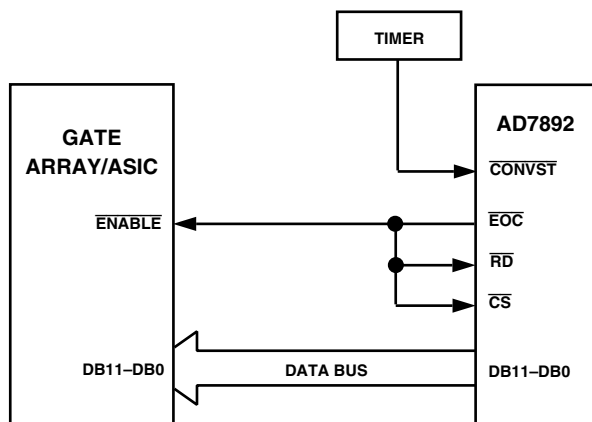 TIMER
GATE
ARRAY/ASIC
AD7892
CONVST
ENABLE
EOC
RD
CS
DB11–DB0
DATA BUS
DB11–DB0